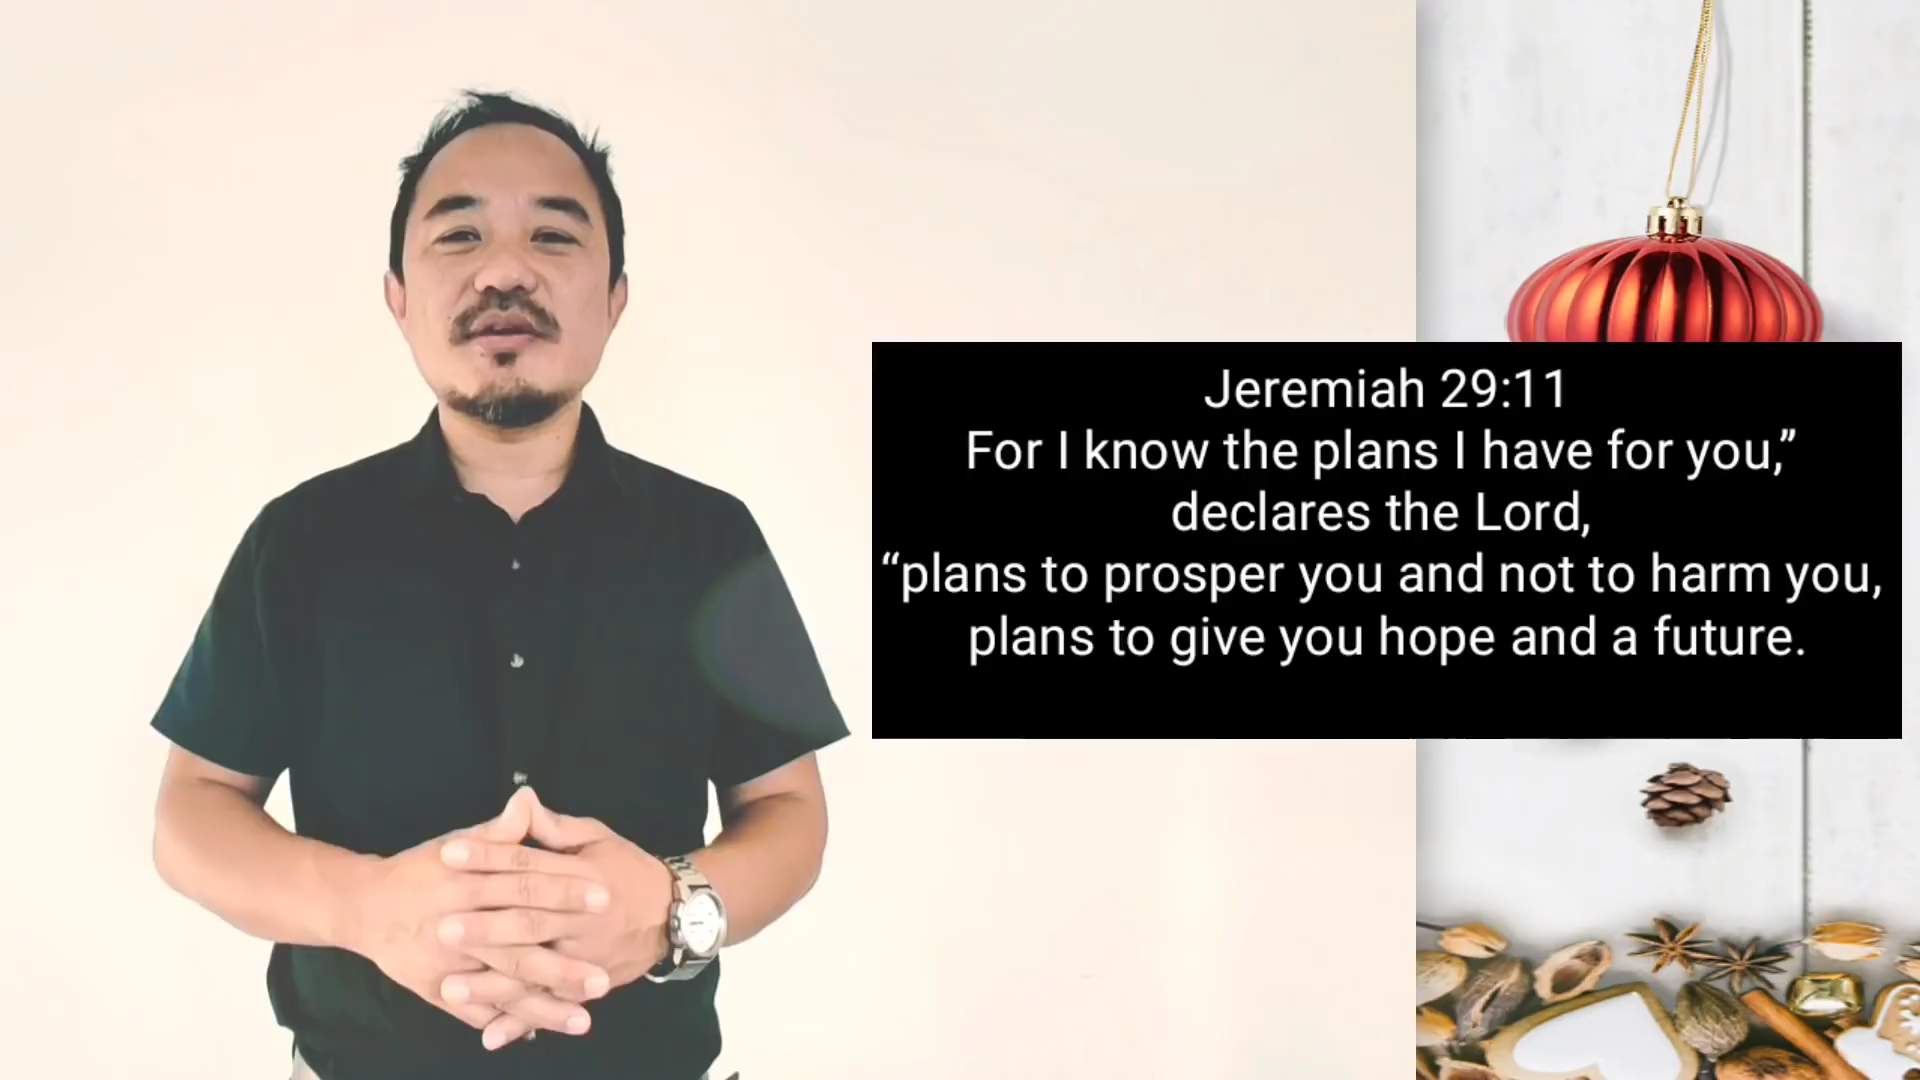 Jeremiah 29:11
For I know the plans I have for you,”
declares the Lord,
“plans to prosper you and not to harm you,
plans to give you hope and a future.